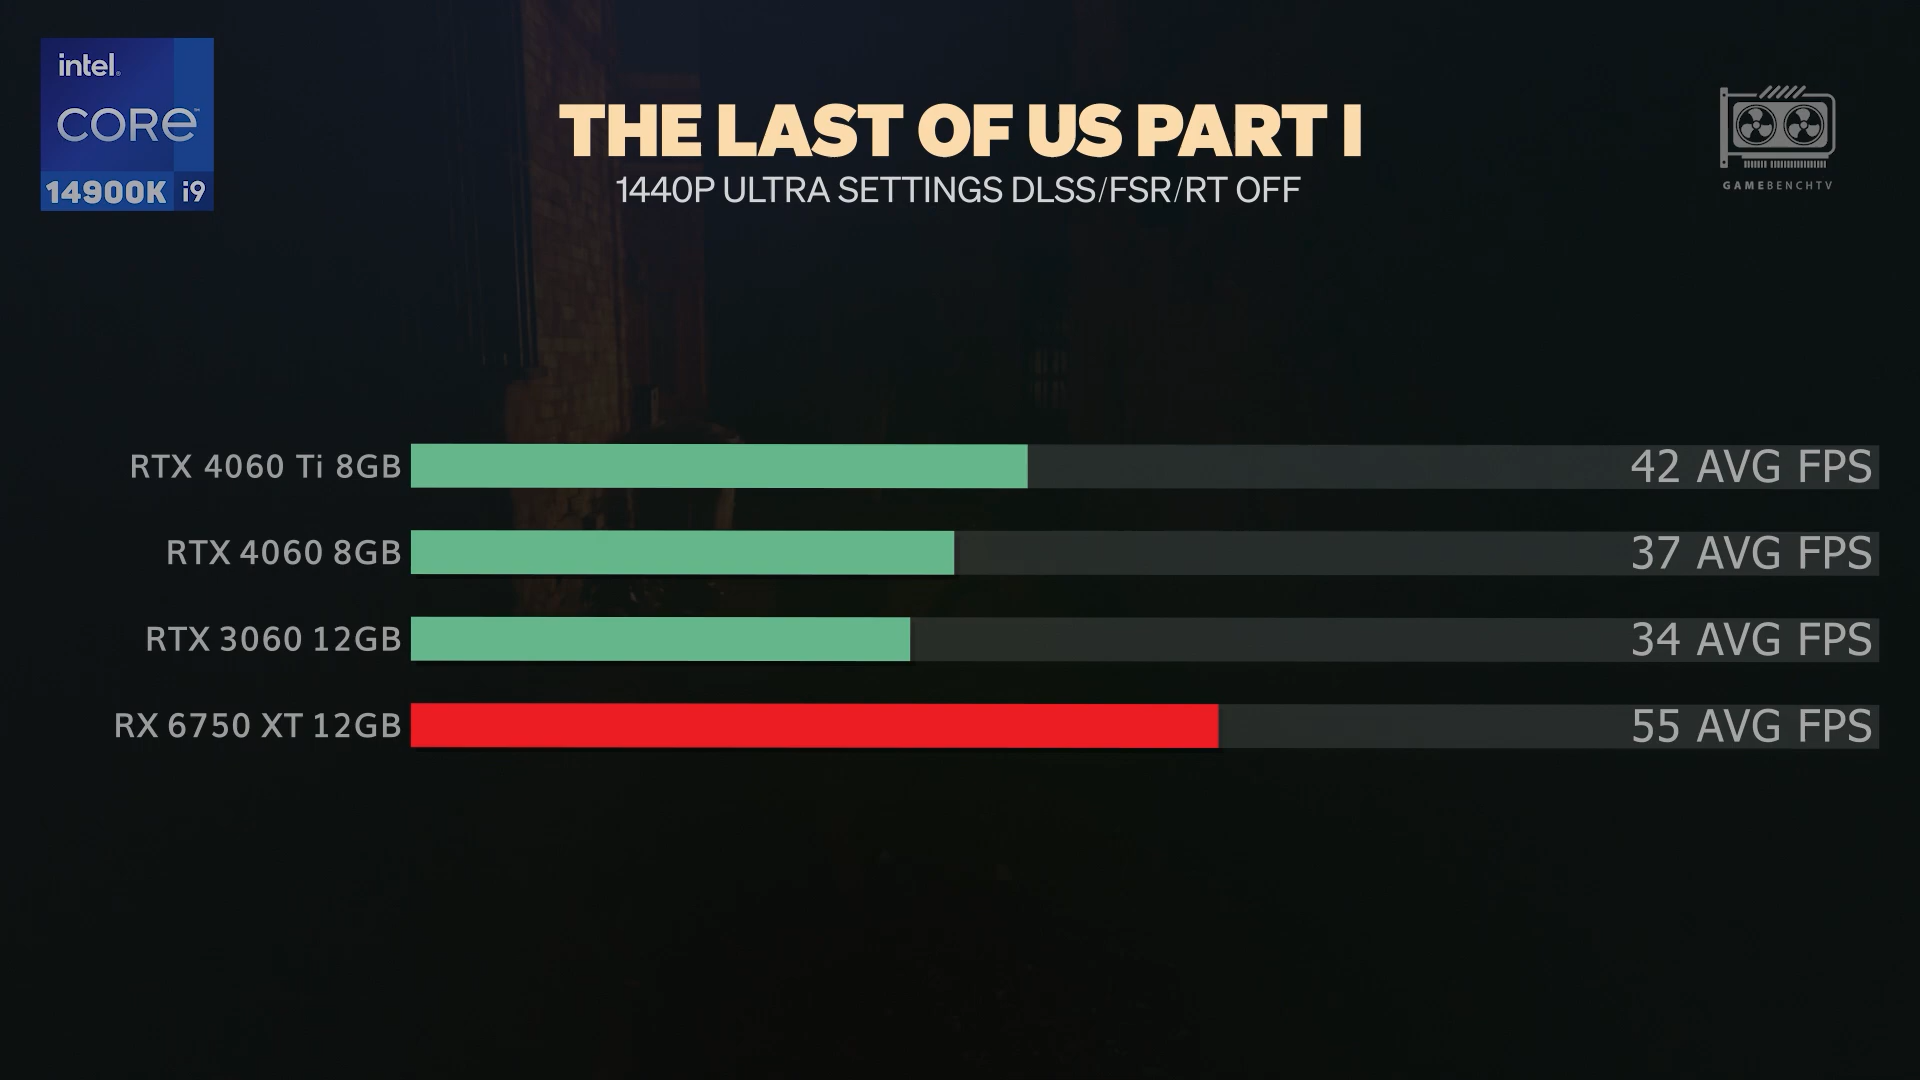 intel.
CORE™
14900K i9
THE LAST OF US PART I
1440P ULTRA SETTINGS DLSS/FSR/RT OFF
GAMEBENCHTV
RTX 4060 Ti 8GB 42 AVG FPS
RTX 4060 8GB 37 AVG FPS
RTX 3060 12GB 34 AVG FPS
RX 6750 XT 12GB 55 AVG FPS